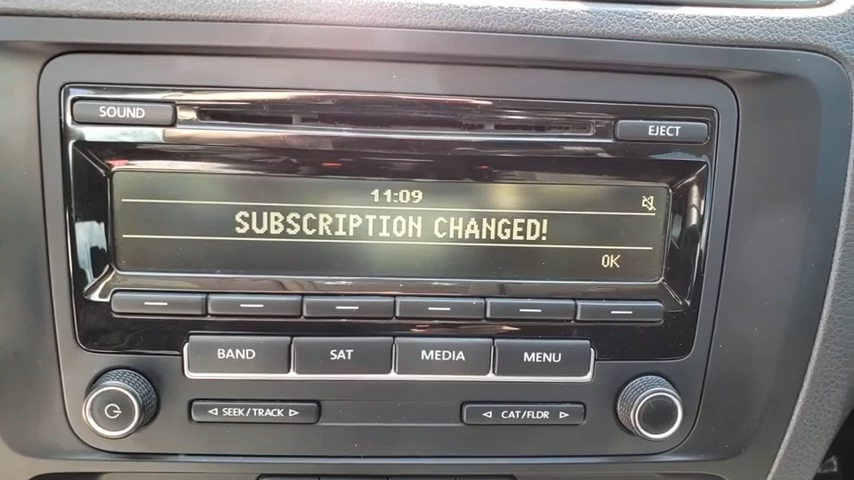 SOUND
EJECT
11:09
SUBSCRIPTION CHANGED!
OK
BAND SAT MEDIA MENU
SEEK/TRACK CAT/FLDR